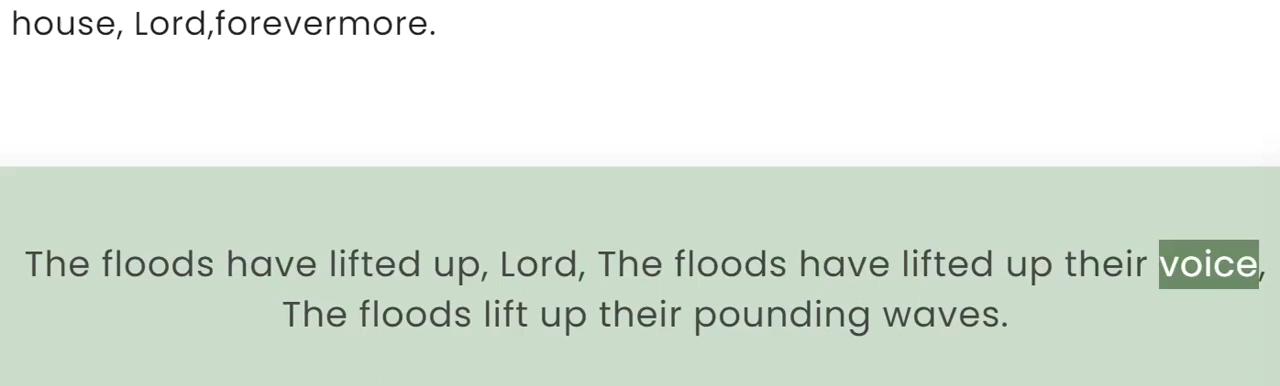 house, Lord,forevermore.
The floods have lifted up, Lord, The floods have lifted up their voice,
The floods lift up their pounding waves.